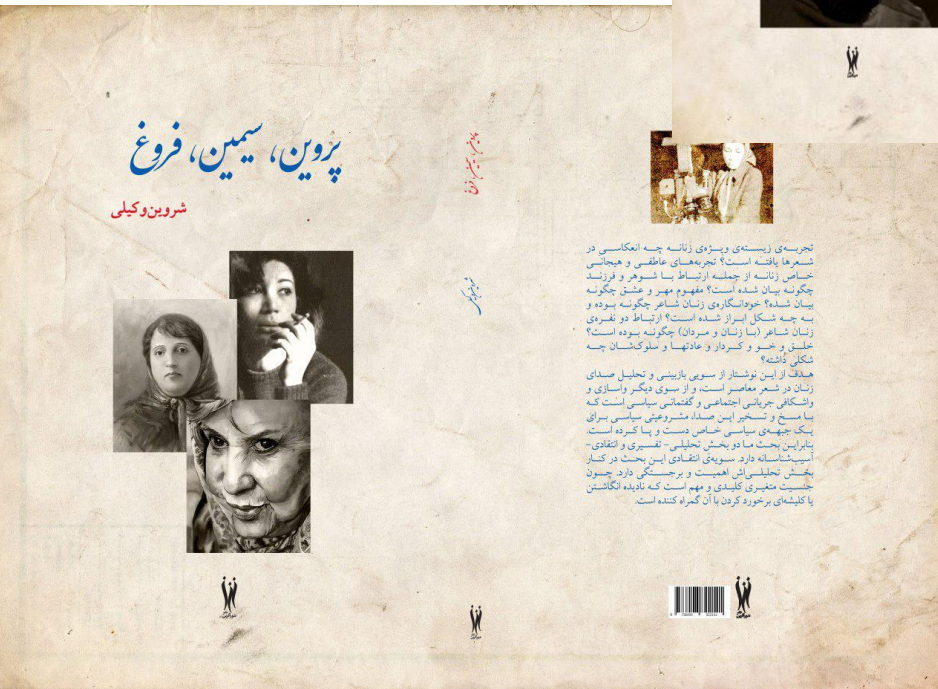 پروین، سیمین، فروغ
شروین وکیلی
پروین، سیمین، فروغ
شروین وکیلی
تجربه‌ی زیسته‌ی ویژه‌ی زنانه چه انعکاسی در
شعرها یافته است؟ تجربه‌های عاطفی و هیجانی
خاص زنانه از جمله ارتباط با شوهر و فرزند
چگونه بیان شده است؟ مفهوم مهر و عشق چگونه
بیان شده؟ خودانگاره‌ی زنان شاعر چگونه بوده و
به چه شکل ابراز شده است؟ ارتباط دو نفره‌ی
زنان شاعر (با زنان و مردان) چگونه بوده است؟
خلق و خو و کردار و عادتها و سلوک‌شان چه
شکلی داشته؟
هدف از این نوشتار از سویی بازبینی و تحلیل صدای
زنان در شعر معاصر است، و از سوی دیگر واسازی و
واشکافی جریانی اجتماعی و گفتمانی سیاسی است که
با مسخ و تسخیر این صدا، مشروعیتی سیاسی برای
یک جبهه‌ی سیاسی خاص دست و پا کرده است.
بنابراین بحث ما دو بخش تحلیلی- تفسیری و انتقادی-
آسیب‌شناسانه دارد. سویه‌ی انتقادی این بحث در کنار
بخش تحلیلی‌اش اهمیت و برجستگی دارد. چون
جنسیت متغیری کلیدی و مهم است که نادیده انگاشتن
یا کلیشه‌ای برخورد کردن با آن گمراه کننده است.